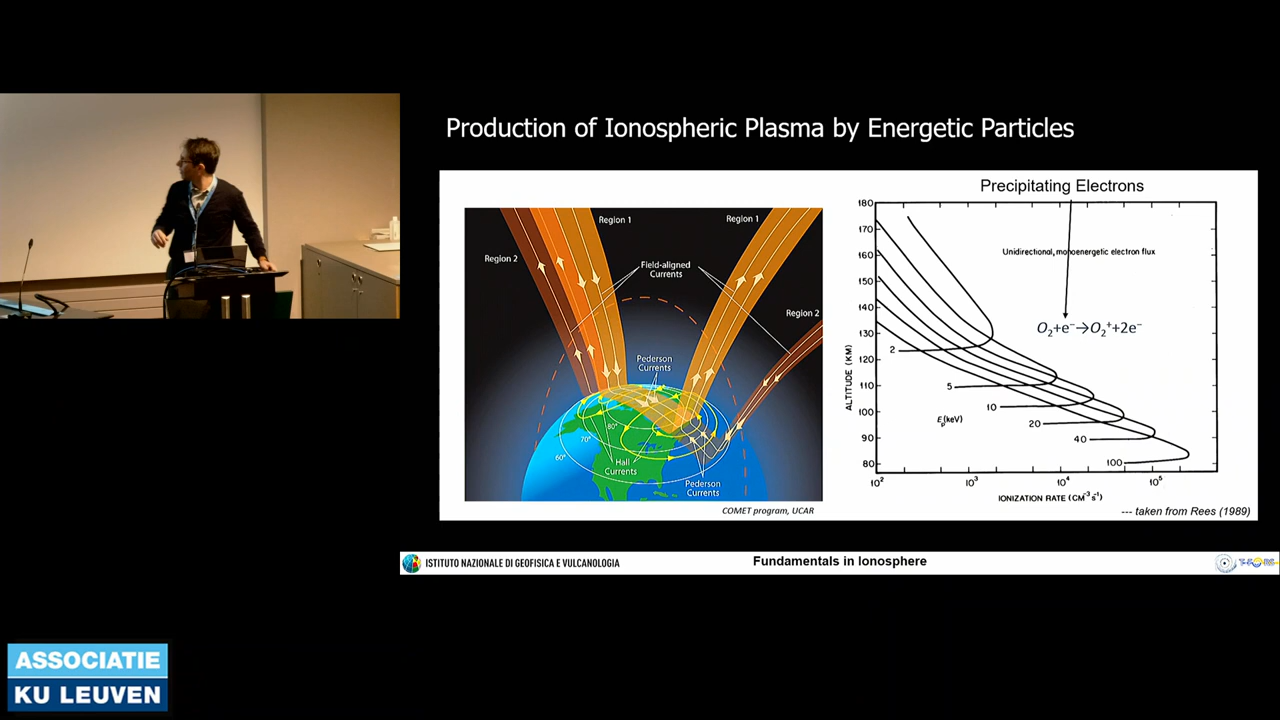 Production of Ionospheric Plasma by Energetic Particles
Region 1
Region 1
Region 2
Field-aligned
Currents
Region 2
Pederson
Currents
80°
70°
60°
Hall
Currents
Pederson
Currents
COMET program, UCAR
Precipitating Electrons
180
170
160
150
140
130
120
110
100
90
80
ALTITUDE (KM)
Unidirectional, monoenergetic electron flux
O₂+e⁻→O₂⁺+2e⁻
2
5
10
20
40
100
Eₚ(keV)
10²
10³
10⁴
10⁵
IONIZATION RATE (CM⁻³ s⁻¹)
--- taken from Rees (1989)
ISTITUTO NAZIONALE DI GEOFISICA E VULCANOLOGIA
Fundamentals in Ionosphere
ASSOCIATIE
KU LEUVEN